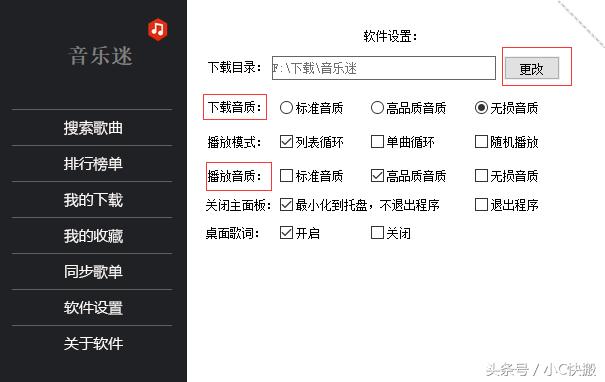 音乐迷
搜索歌曲
排行榜单
我的下载
我的收藏
同步歌单
软件设置
关于软件
软件设置：
下载目录： F:\下载\音乐迷 更改
下载音质： 标准音质 高品质音质 无损音质
播放模式： 列表循环 单曲循环 随机播放
播放音质： 标准音质 高品质音质 无损音质
关闭主面板： 最小化到托盘，不退出程序 退出程序
桌面歌词： 开启 关闭
头条号 / 小C快搬